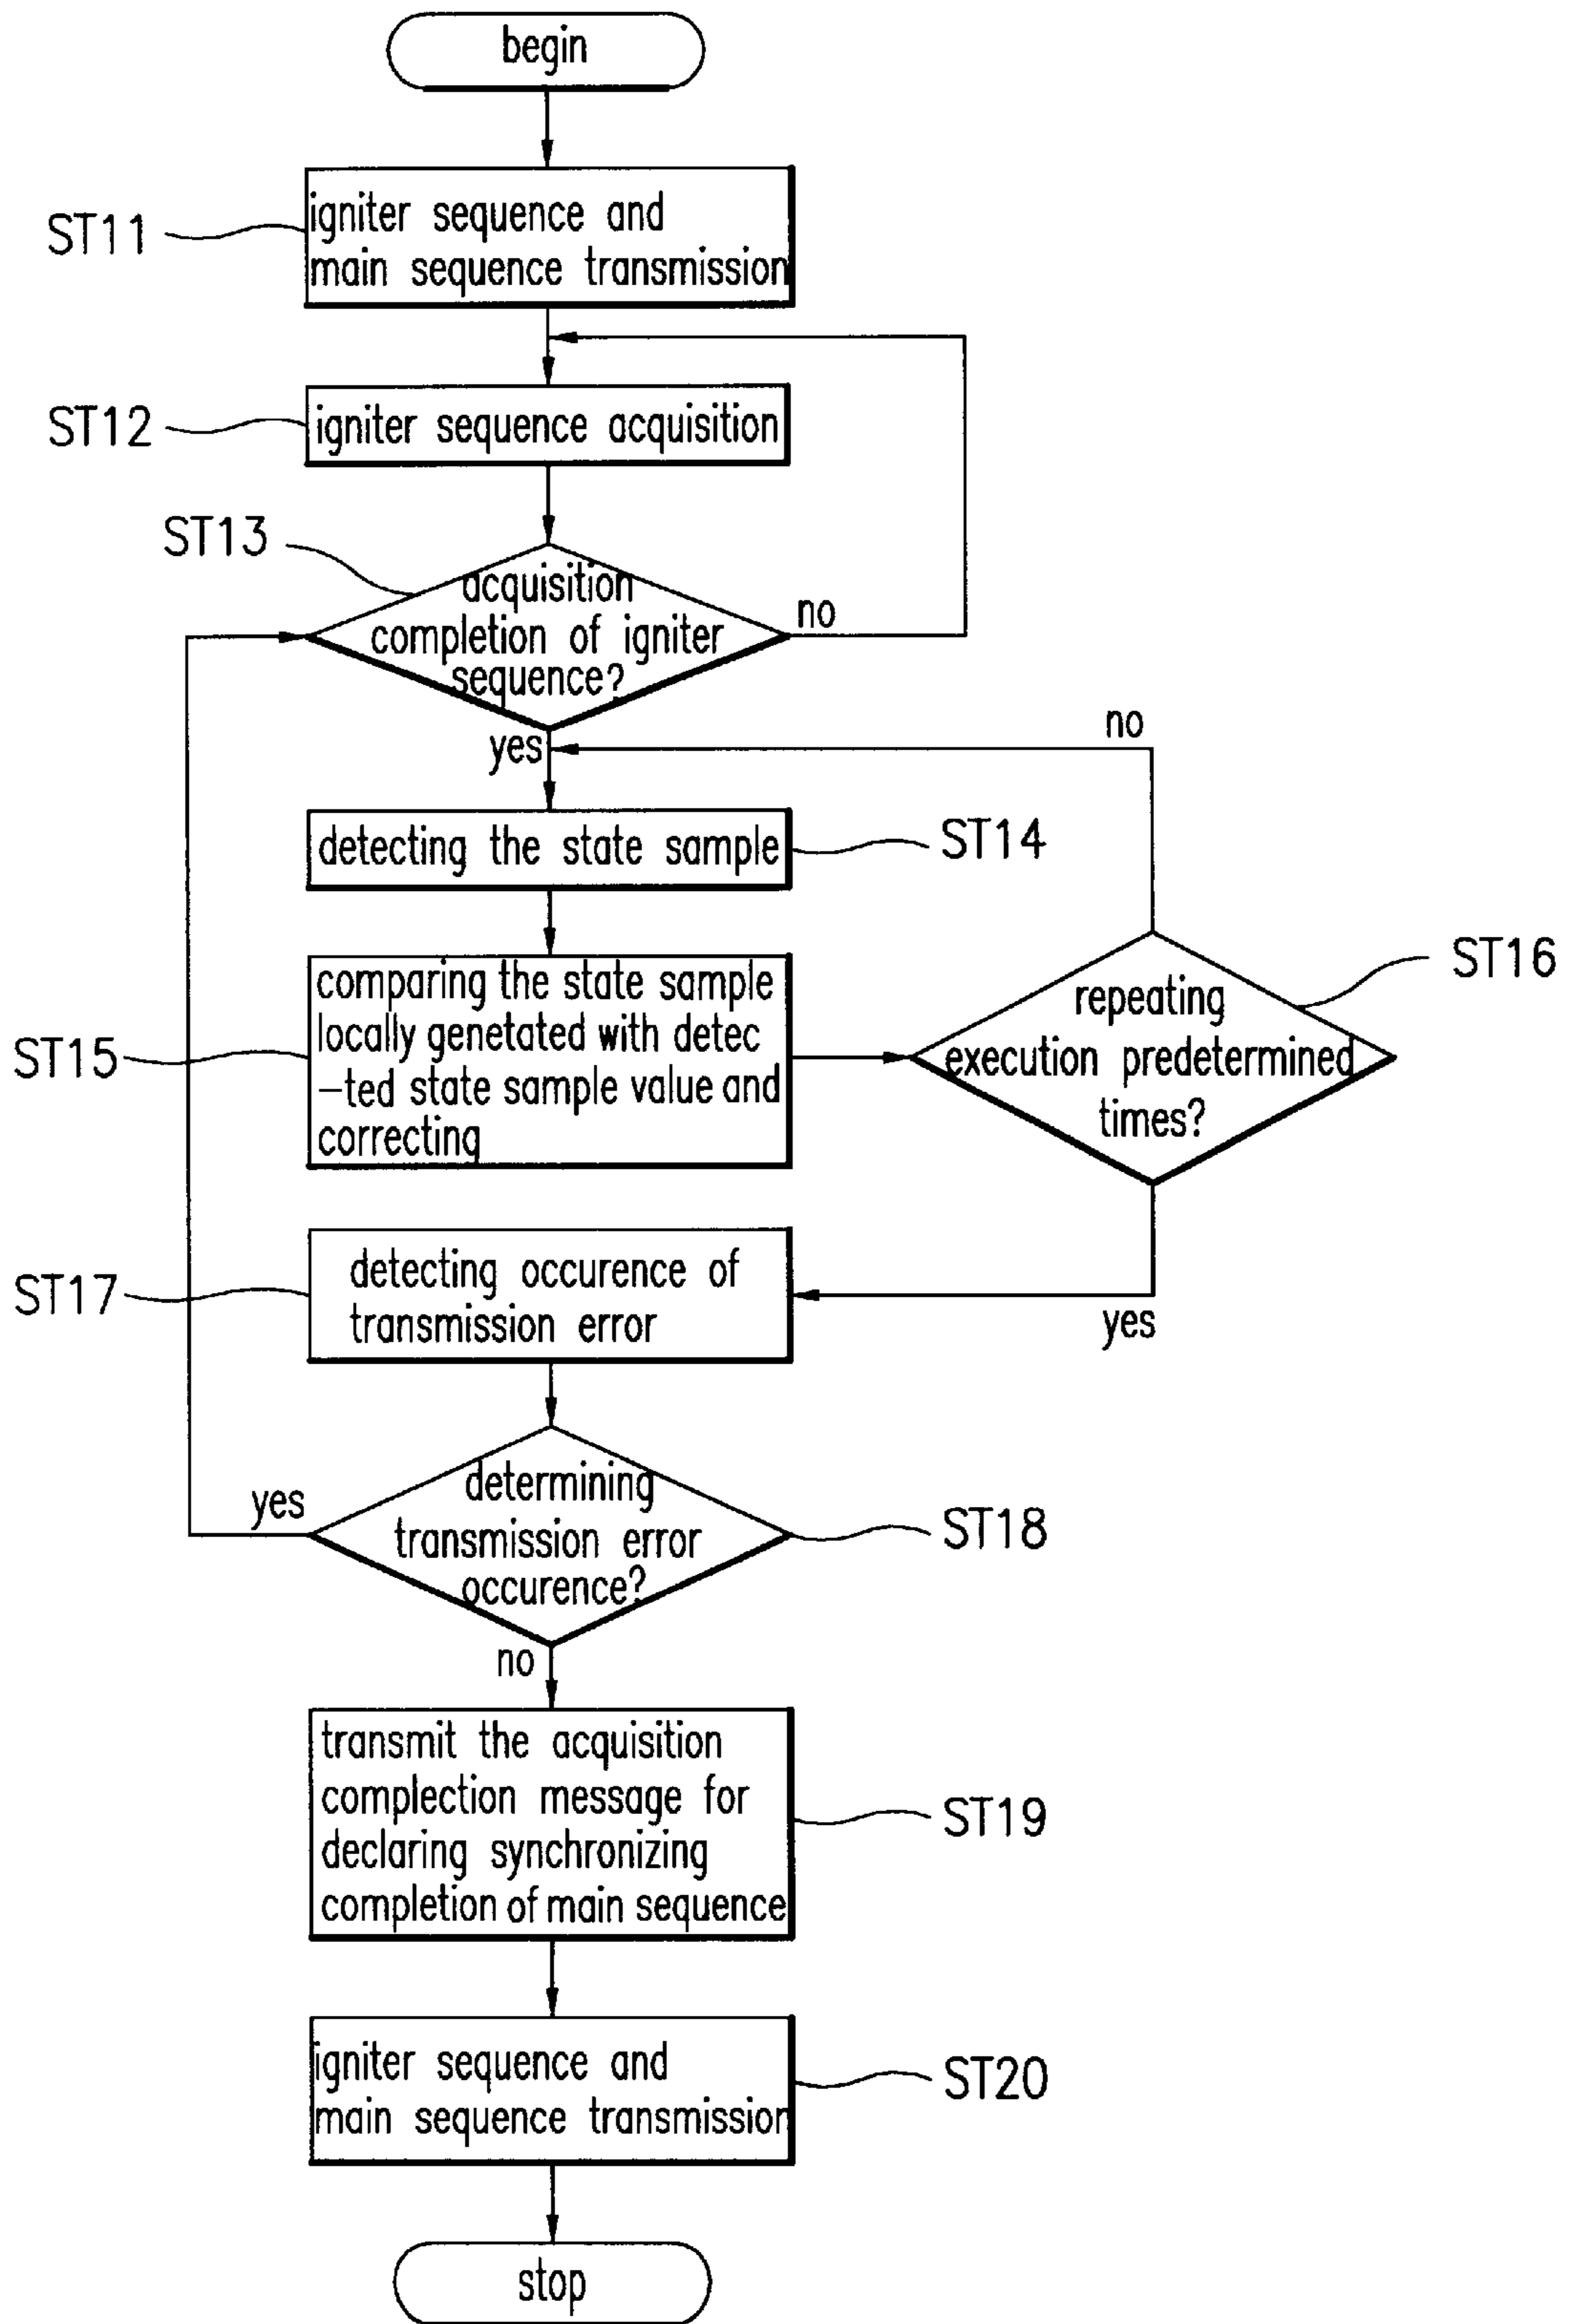 begin
ST11
igniter sequence and
main sequence transmission
ST12
igniter sequence acquisition
ST13
acquisition
completion of igniter
sequence?
no
yes
no
detecting the state sample
ST14
ST15
comparing the state sample
locally genetated with detec
-ted state sample value and
correcting
ST16
repeating
execution predetermined
times?
yes
ST17
detecting occurence of
transmission error
determining
transmission error
occurence?
yes
ST18
no
transmit the acquisition
complection message for
declaring synchronizing
completion of main sequence
ST19
igniter sequence and
main sequence transmission
ST20
stop